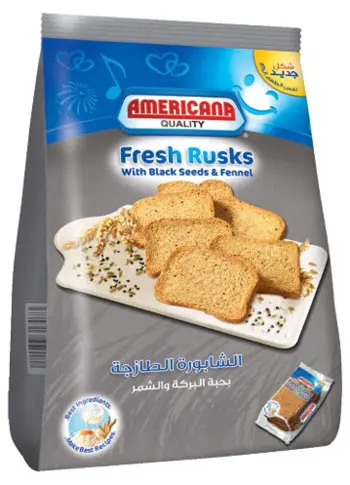 شكل
جديد
AMERICANA
QUALITY
Fresh Rusks
With Black Seeds & Fennel
الشابورة الطازجة
بحبة البركة والشمر
Best Ingredients
Make Best Recipes